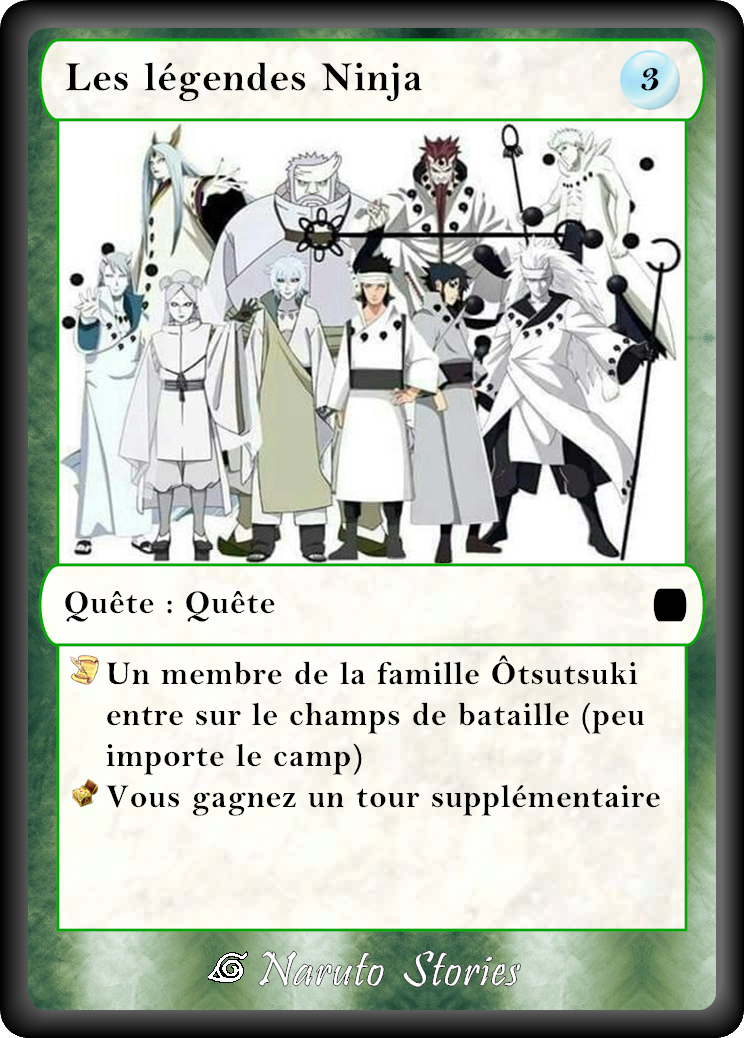 Les légendes Ninja
3
Quête : Quête
Un membre de la famille Ôtsutsuki
entre sur le champs de bataille (peu
importe le camp)
Vous gagnez un tour supplémentaire
Naruto Stories